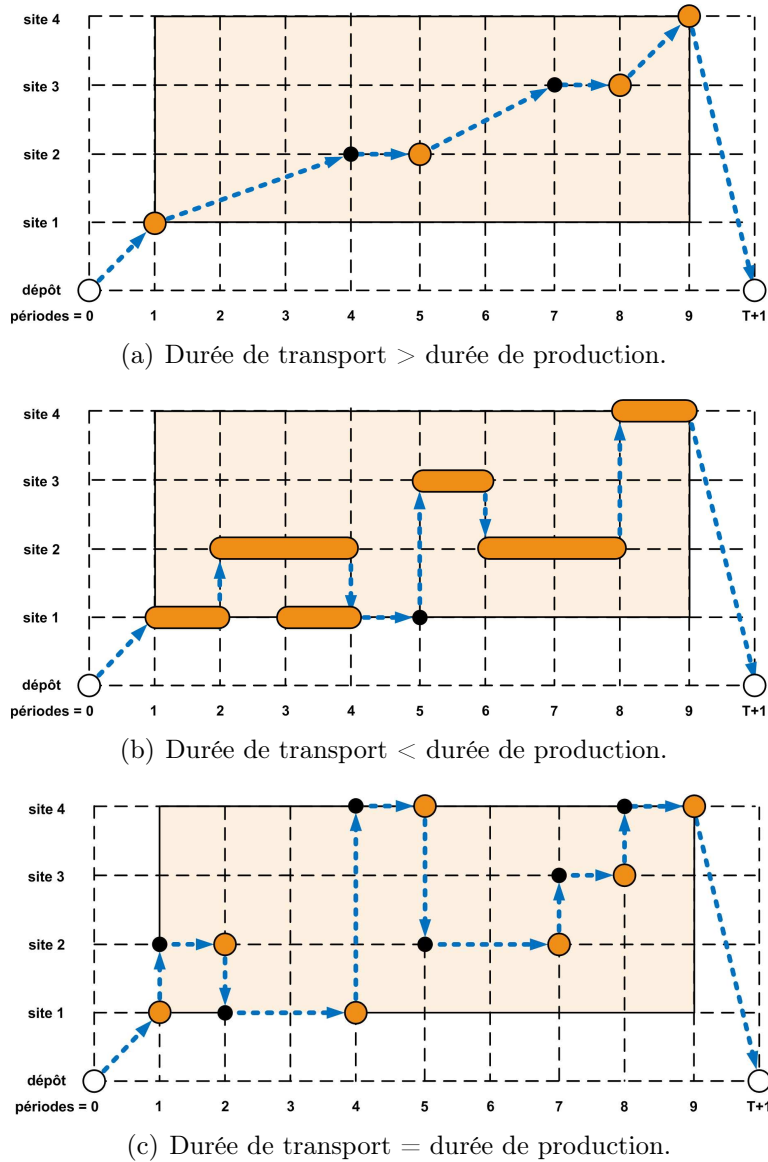 site 4
site 3
site 2
site 1
dépôt
périodes = 0 1 2 3 4 5 6 7 8 9 T+1
(a) Durée de transport > durée de production.
site 4
site 3
site 2
site 1
dépôt
périodes = 0 1 2 3 4 5 6 7 8 9 T+1
(b) Durée de transport < durée de production.
site 4
site 3
site 2
site 1
dépôt
périodes = 0 1 2 3 4 5 6 7 8 9 T+1
(c) Durée de transport = durée de production.